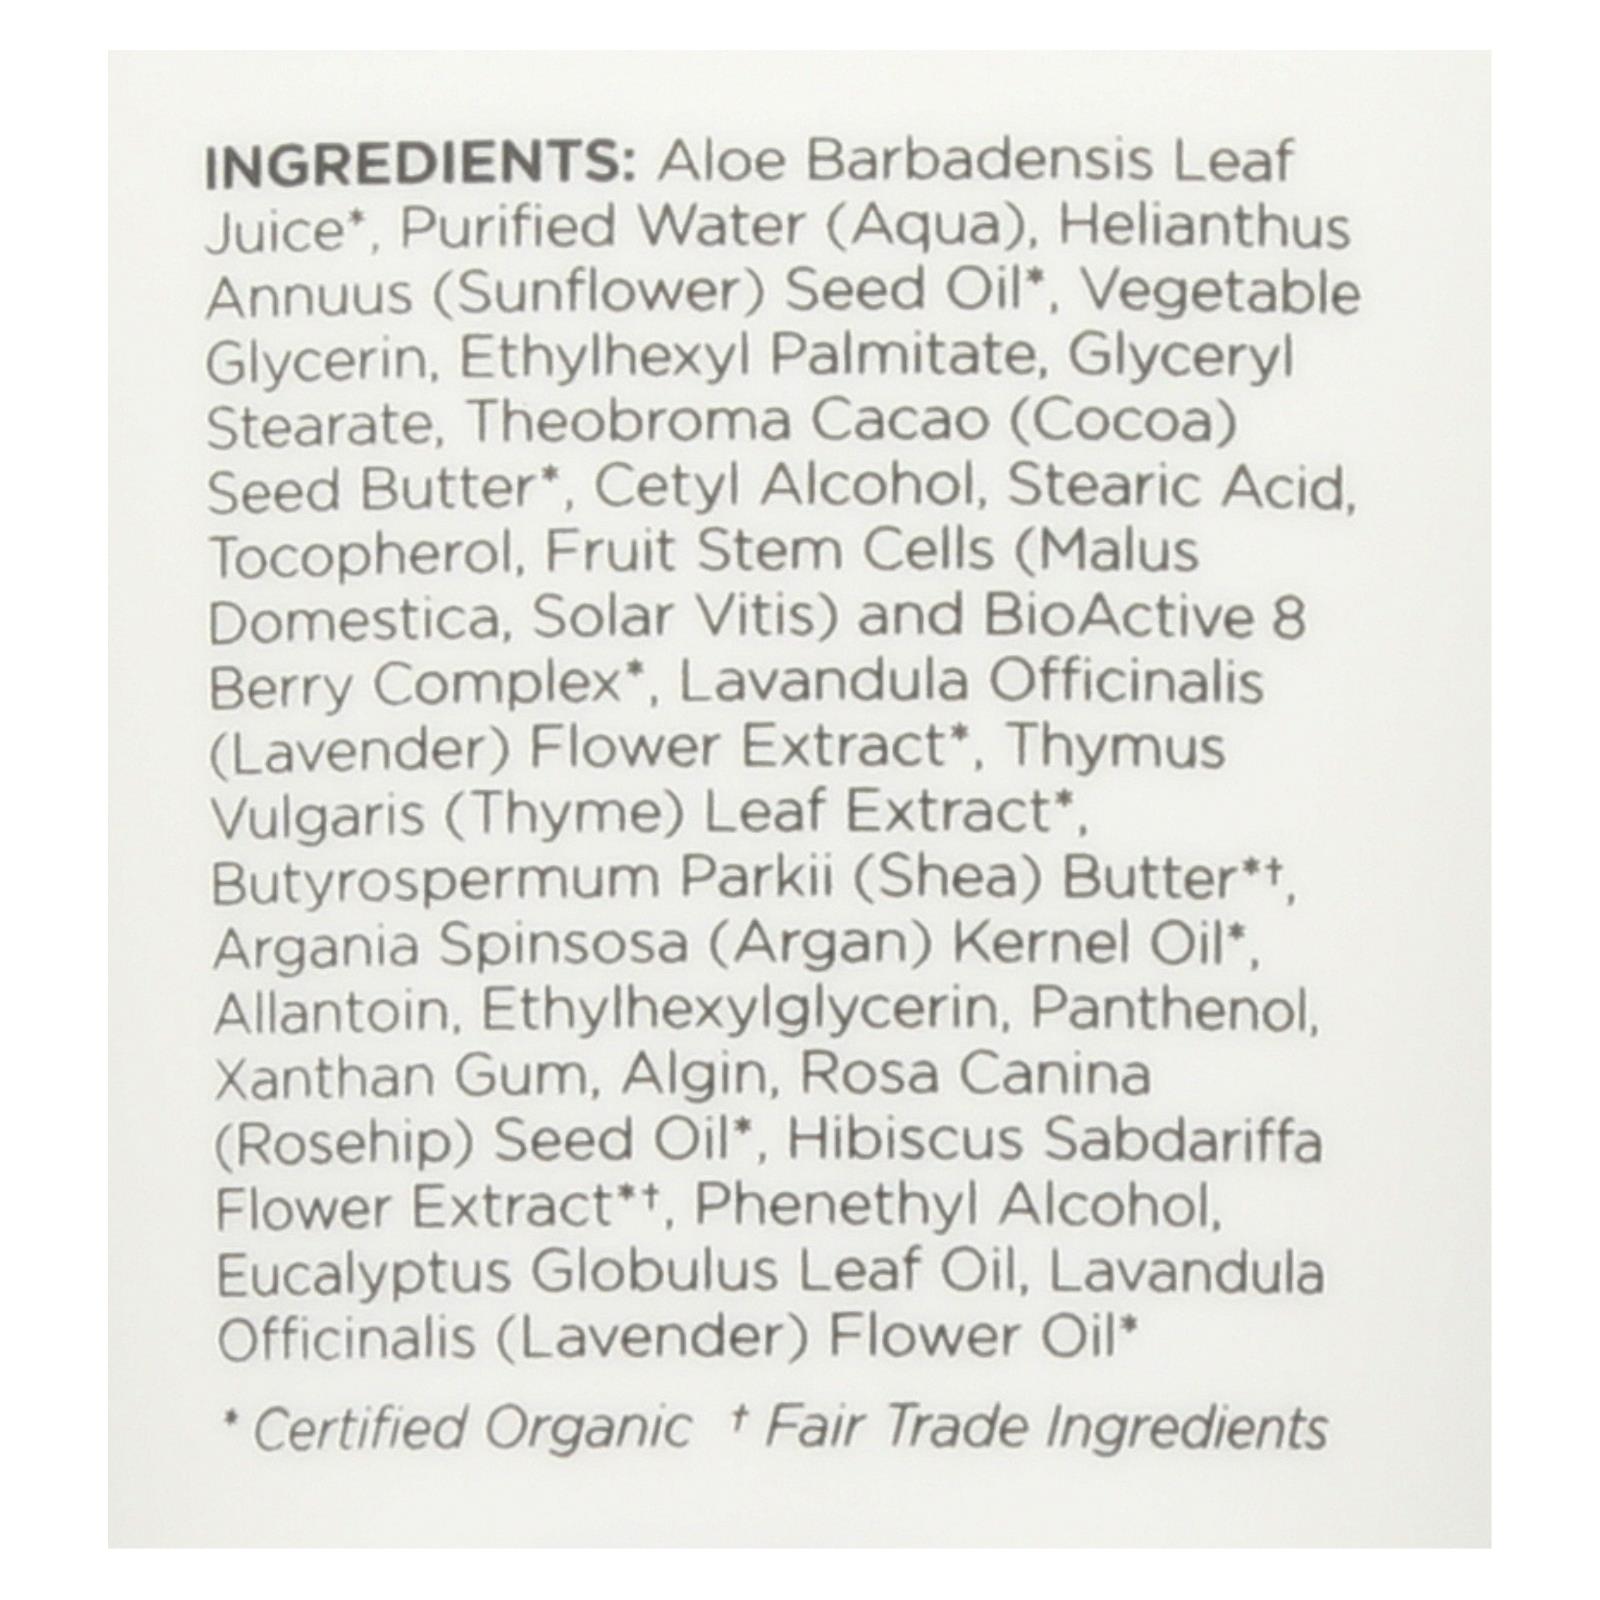 INGREDIENTS: Aloe Barbadensis Leaf
Juice*, Purified Water (Aqua), Helianthus
Annuus (Sunflower) Seed Oil*, Vegetable
Glycerin, Ethylhexyl Palmitate, Glyceryl
Stearate, Theobroma Cacao (Cocoa)
Seed Butter*, Cetyl Alcohol, Stearic Acid,
Tocopherol, Fruit Stem Cells (Malus
Domestica, Solar Vitis) and BioActive 8
Berry Complex*, Lavandula Officinalis
(Lavender) Flower Extract*, Thymus
Vulgaris (Thyme) Leaf Extract*,
Butyrospermum Parkii (Shea) Butter*†,
Argania Spinsosa (Argan) Kernel Oil*,
Allantoin, Ethylhexylglycerin, Panthenol,
Xanthan Gum, Algin, Rosa Canina
(Rosehip) Seed Oil*, Hibiscus Sabdariffa
Flower Extract*†, Phenethyl Alcohol,
Eucalyptus Globulus Leaf Oil, Lavandula
Officinalis (Lavender) Flower Oil*
* Certified Organic † Fair Trade Ingredients